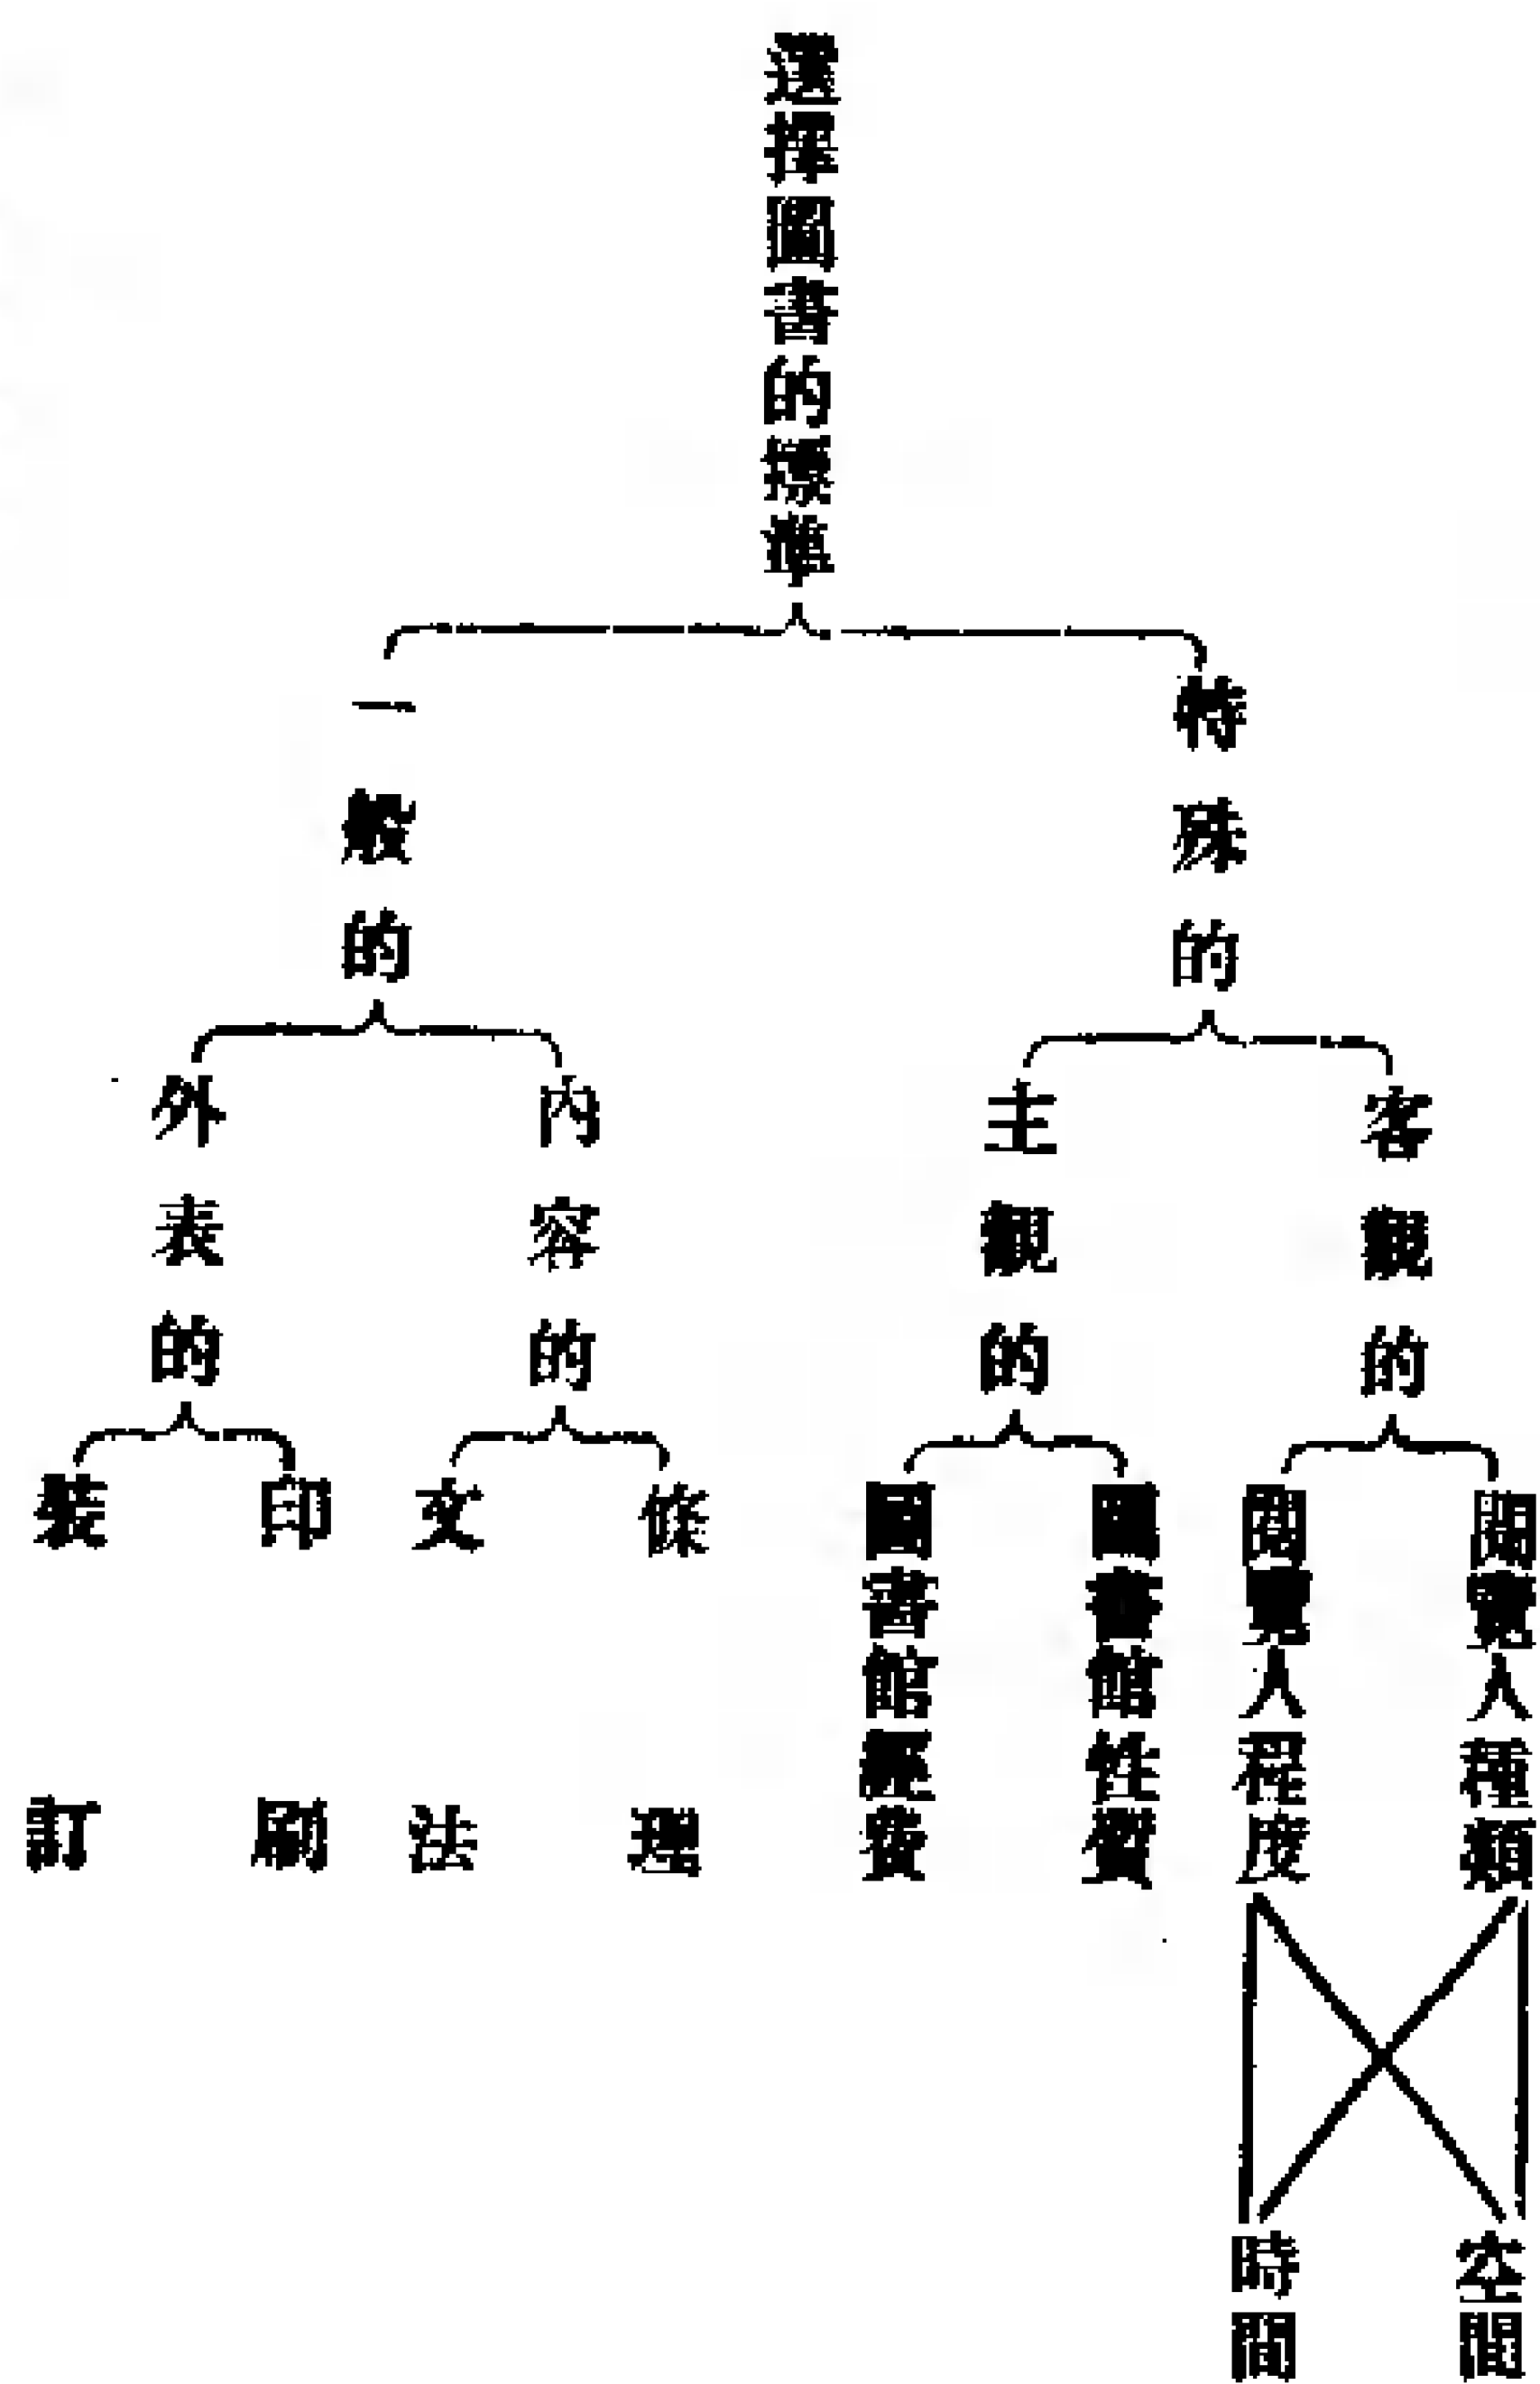 選擇圖書的標準
特殊的
一般的
客觀的
主觀的
內容的
外表的
閱覽人種類
閱覽人程度
圖書館性質
圖書館經費
條理
文法
印刷
裝訂
空間
時間